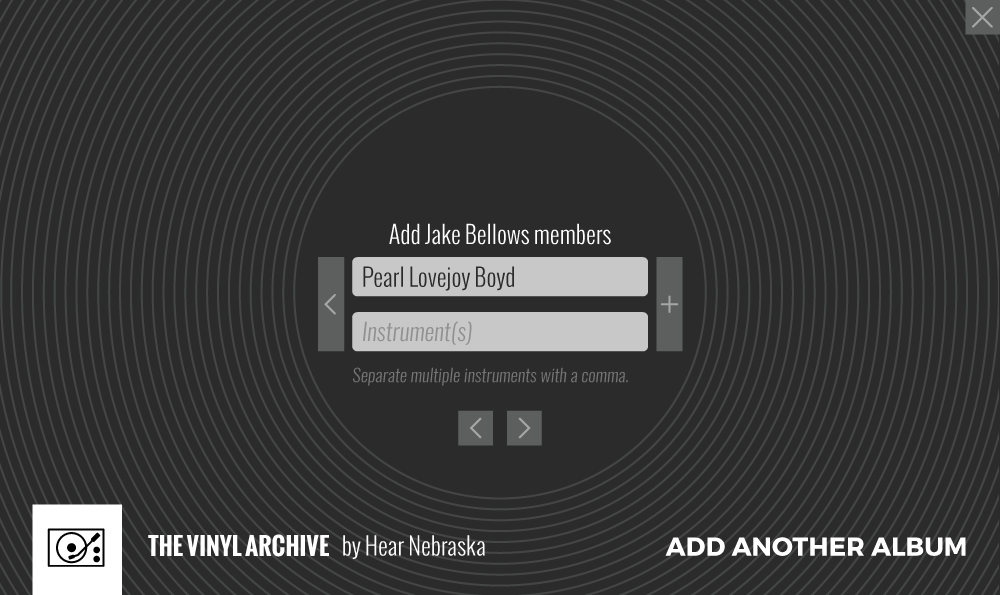 Add Jake Bellows members
Pearl Lovejoy Boyd
Instrument(s)
Separate multiple instruments with a comma.
THE VINYL ARCHIVE by Hear Nebraska
ADD ANOTHER ALBUM